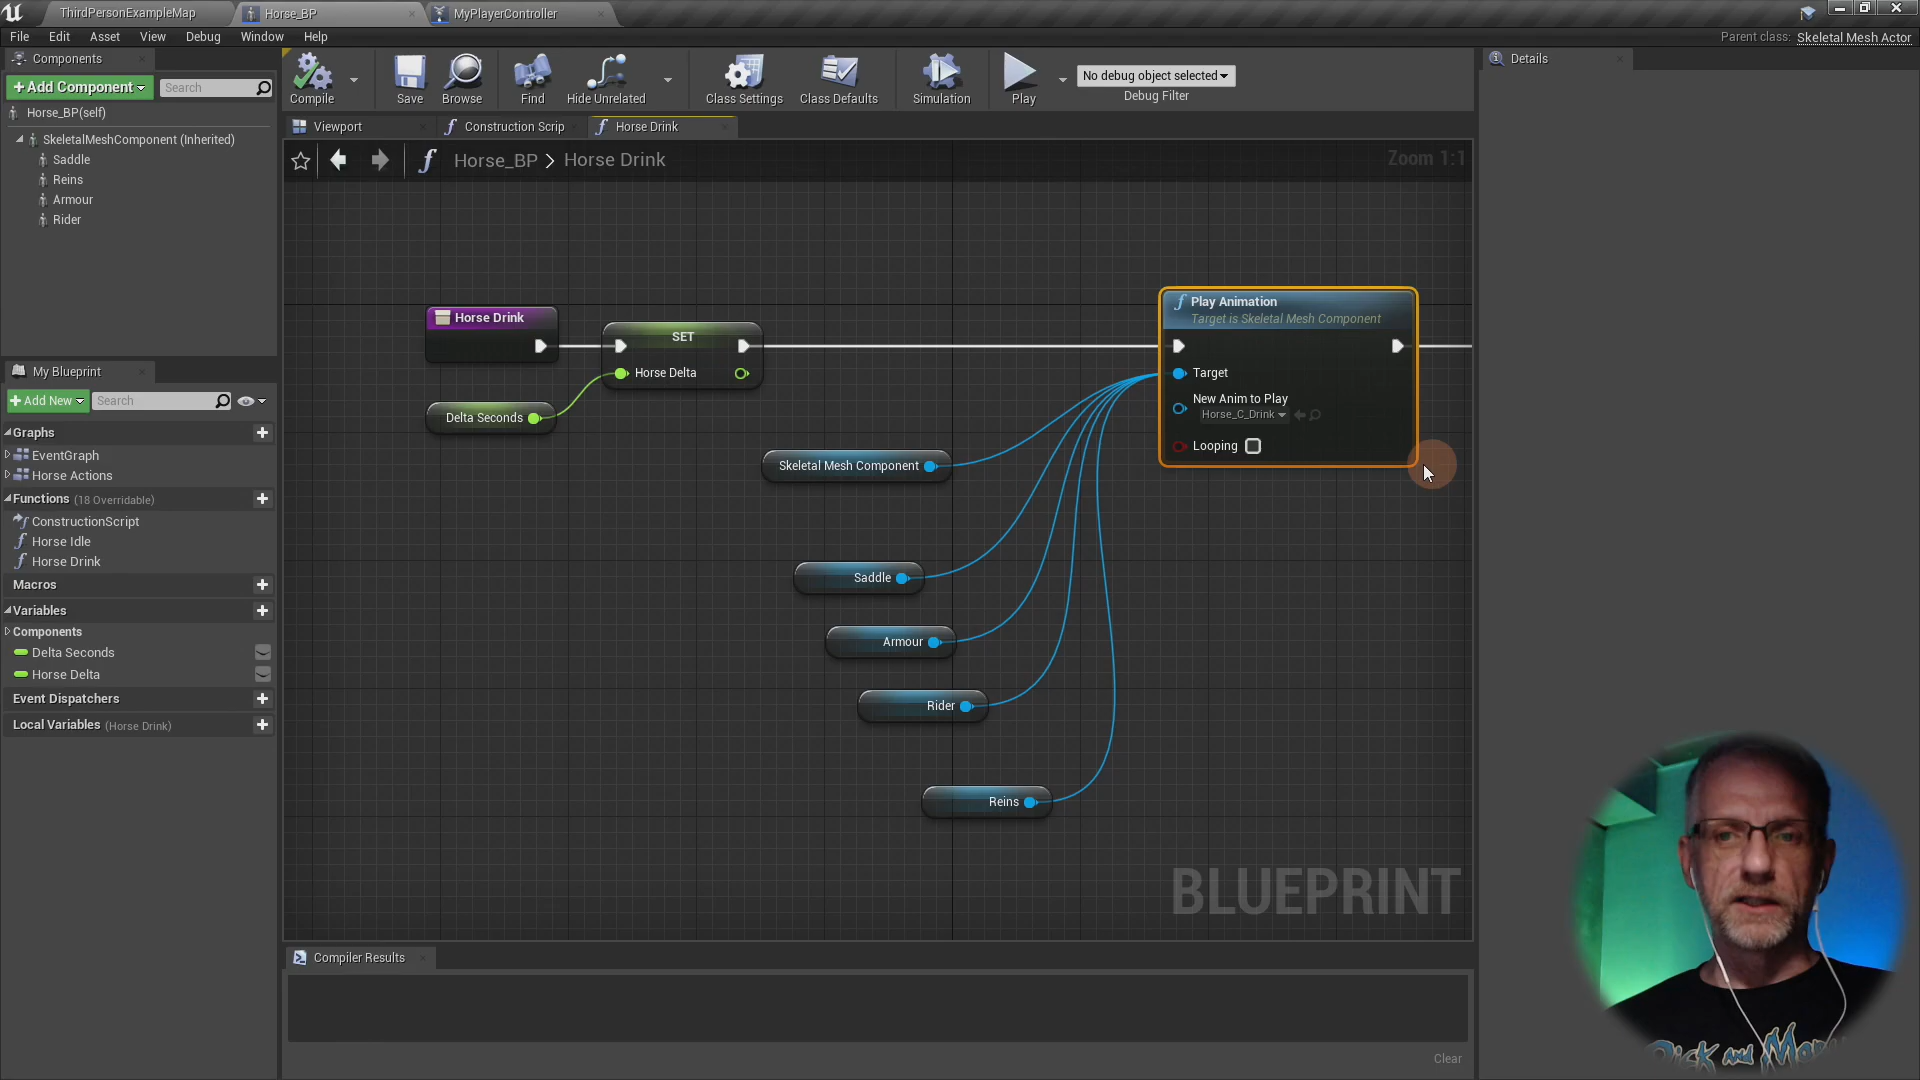 ThirdPersonExampleMap
Horse_BP
MyPlayerController
File Edit Asset View Debug Window Help
Parent class: Skeletal Mesh Actor
Components
+Add Component
Search
Horse_BP(self)
SkeletalMeshComponent (Inherited)
Saddle
Reins
Armour
Rider
Compile
Save
Browse
Find
Hide Unrelated
Class Settings
Class Defaults
Simulation
Play
No debug object selected
Debug Filter
Details
Viewport
Construction Scrip
Horse Drink
Horse_BP > Horse Drink
Zoom 1:1
My Blueprint
+Add New
Search
Graphs
EventGraph
Horse Actions
Functions (18 Overridable)
ConstructionScript
Horse Idle
Horse Drink
Macros
Variables
Components
Delta Seconds
Horse Delta
Event Dispatchers
Local Variables (Horse Drink)
Horse Drink
SET
Horse Delta
Delta Seconds
Skeletal Mesh Component
Saddle
Armour
Rider
Reins
Play Animation
Target is Skeletal Mesh Component
Target
New Anim to Play
Horse_C_Drink
Looping
BLUEPRINT
Compiler Results
Clear
Rick AND Mor